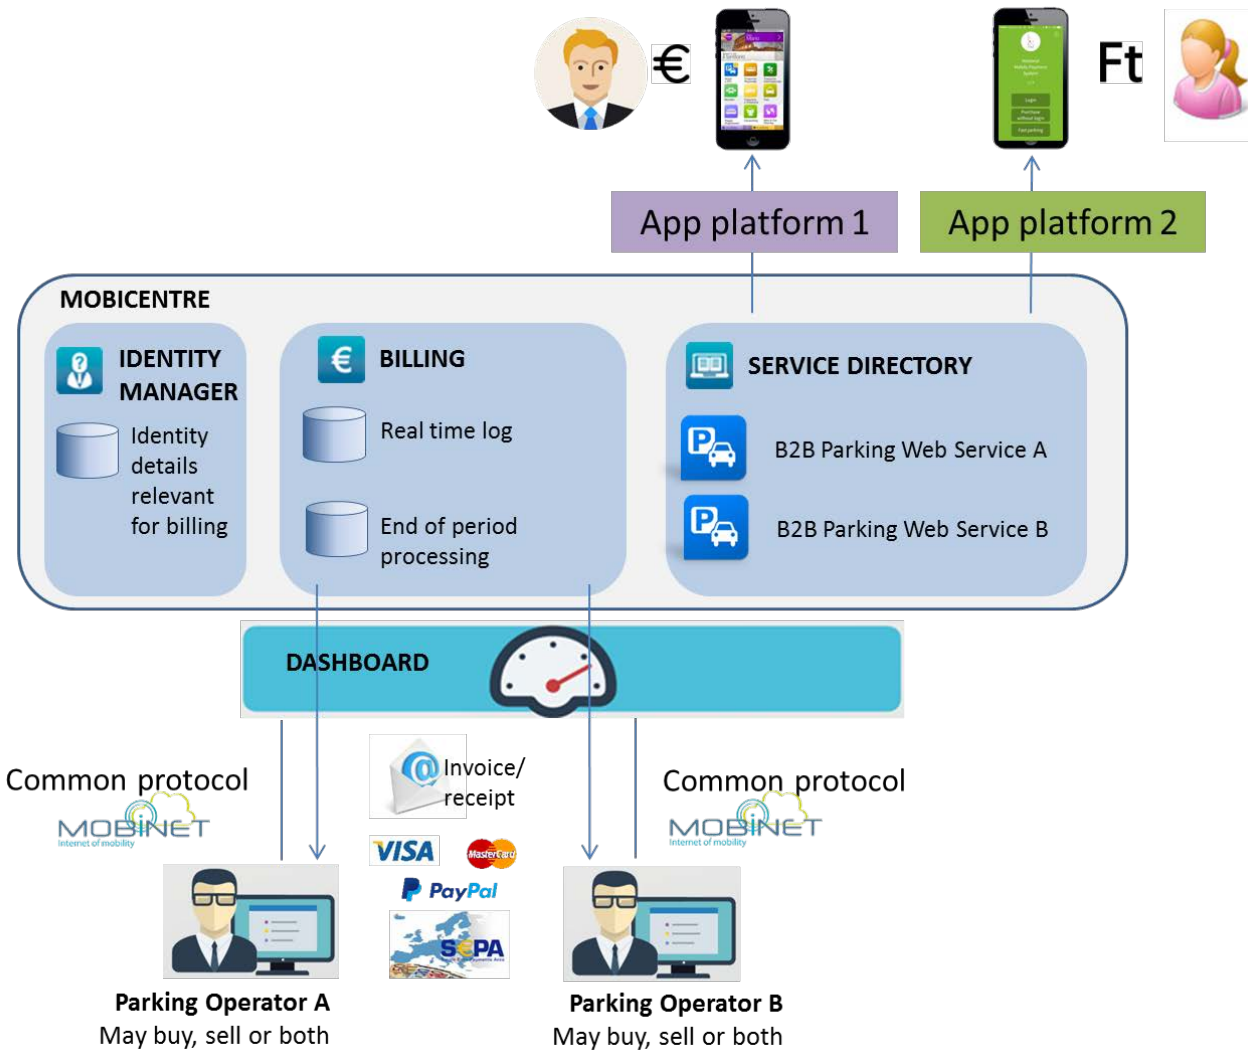 €
Ft
Login
App platform 1
App platform 2
MOBICENTRE
IDENTITY
MANAGER
Identity
details
relevant
for billing
€
BILLING
Real time log
End of period
processing
SERVICE DIRECTORY
P
B2B Parking Web Service A
P
B2B Parking Web Service B
DASHBOARD
Common protocol
MOBiNET
Internet of mobility
@
Invoice/
receipt
VISA
MasterCard
PayPal
S€PA
Common protocol
MOBiNET
Internet of mobility
Parking Operator A
May buy, sell or both
Parking Operator B
May buy, sell or both